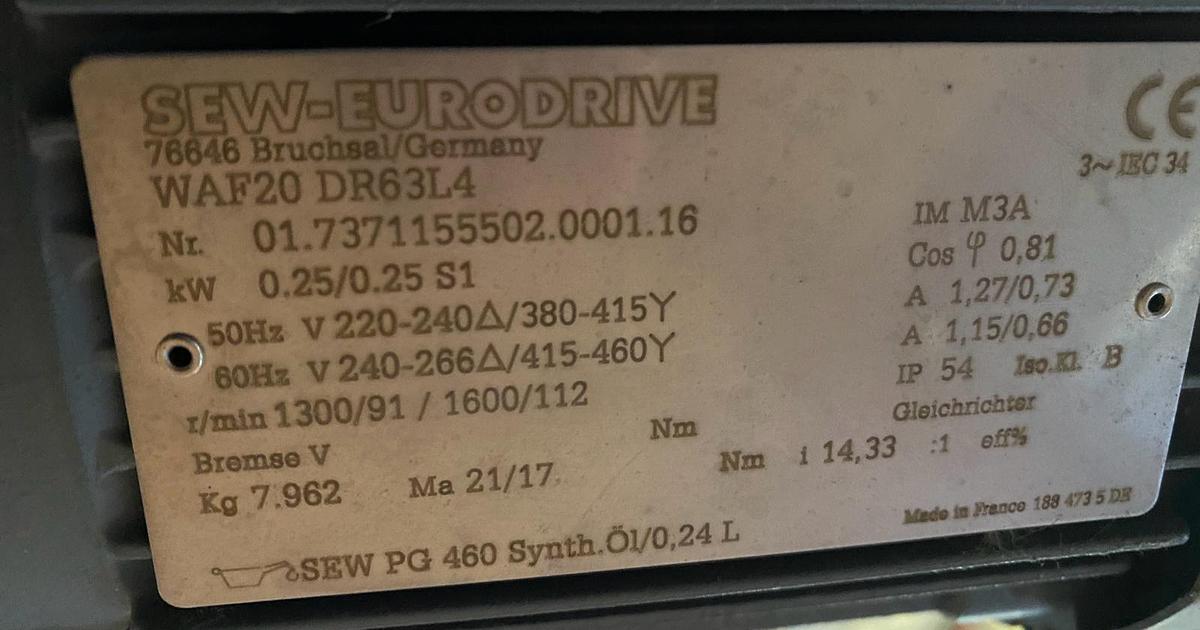 SEW-EURODRIVE
CE
76646 Bruchsal/Germany
3~ IEC 34
WAF20 DR63L4
Nr. 01.7371155502.0001.16 IM M3A
kW 0.25/0.25 S1 Cos φ 0,81
50Hz V 220-240Δ/380-415Y A 1,27/0,73
60Hz V 240-266Δ/415-460Y A 1,15/0,66
r/min 1300/91 / 1600/112 IP 54 Iso.Kl. B
Bremse V Nm Gleichrichter
Kg 7.962 Ma 21/17 Nm i 14,33 :1 eff%
SEW PG 460 Synth.Öl/0,24 L
Made in France 188 473 5 DE